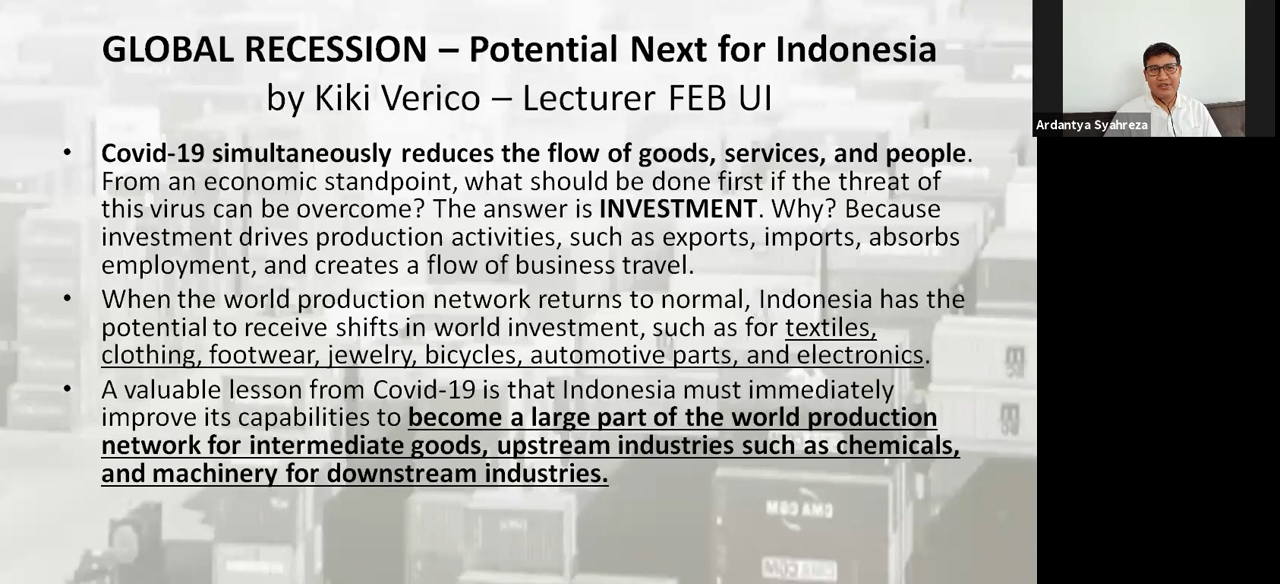 GLOBAL RECESSION – Potential Next for Indonesia
by Kiki Verico – Lecturer FEB UI
• Covid-19 simultaneously reduces the flow of goods, services, and people.
From an economic standpoint, what should be done first if the threat of
this virus can be overcome? The answer is INVESTMENT. Why? Because
investment drives production activities, such as exports, imports, absorbs
employment, and creates a flow of business travel.
• When the world production network returns to normal, Indonesia has the
potential to receive shifts in world investment, such as for textiles,
clothing, footwear, jewelry, bicycles, automotive parts, and electronics.
• A valuable lesson from Covid-19 is that Indonesia must immediately
improve its capabilities to become a large part of the world production
network for intermediate goods, upstream industries such as chemicals,
and machinery for downstream industries.
Ardantya Syahreza
CMA CGM